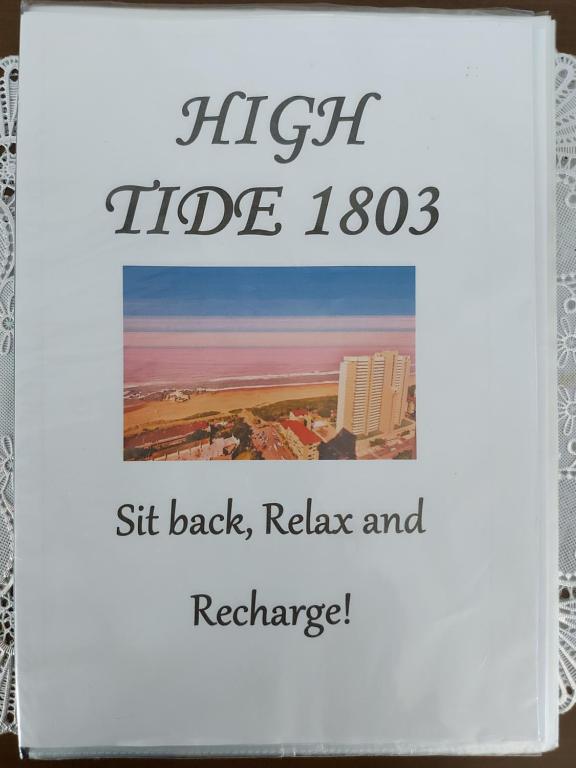 HIGH
TIDE 1803
Sit back, Relax and
Recharge!